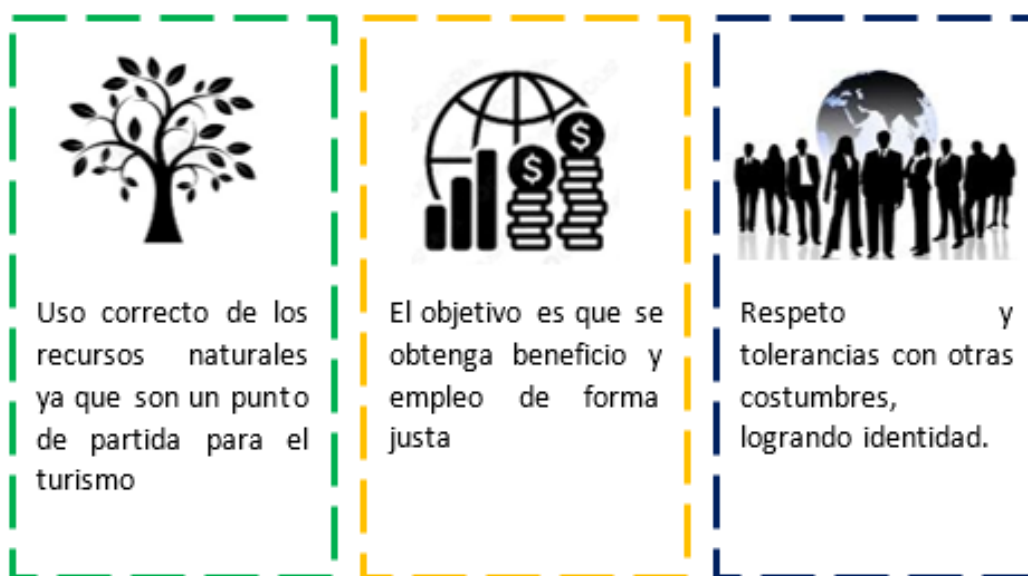 Uso correcto de los
recursos naturales
ya que son un punto
de partida para el
turismo
El objetivo es que se
obtenga beneficio y
empleo de forma
justa
Respeto y
tolerancias con otras
costumbres,
logrando identidad.